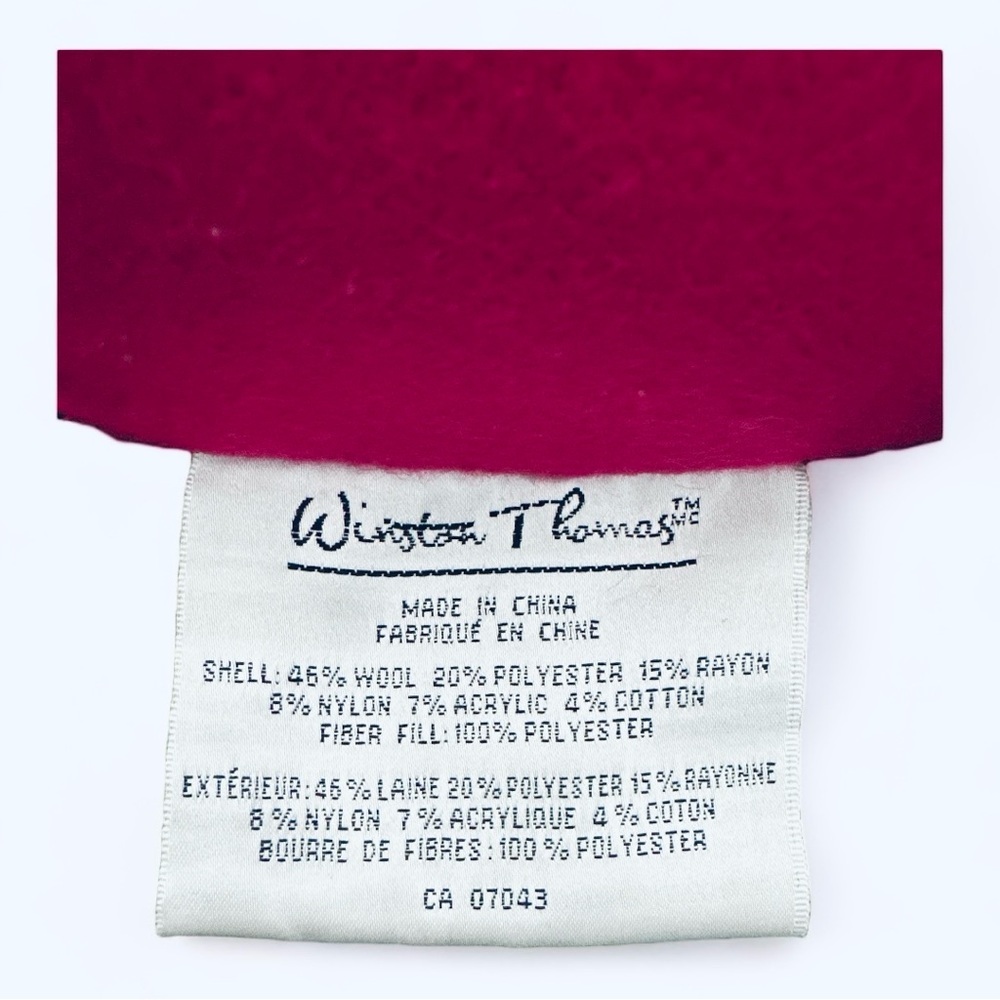 Winston Thomas TM MC
MADE IN CHINA
FABRIQUÉ EN CHINE
SHELL: 46% WOOL 20% POLYESTER 15% RAYON
8% NYLON 7% ACRYLIC 4% COTTON
FIBER FILL: 100% POLYESTER
EXTÉRIEUR: 46% LAINE 20% POLYESTER 15% RAYONNE
8% NYLON 7% ACRYLIQUE 4% COTON
BOURRE DE FIBRES: 100% POLYESTER
CA 07043